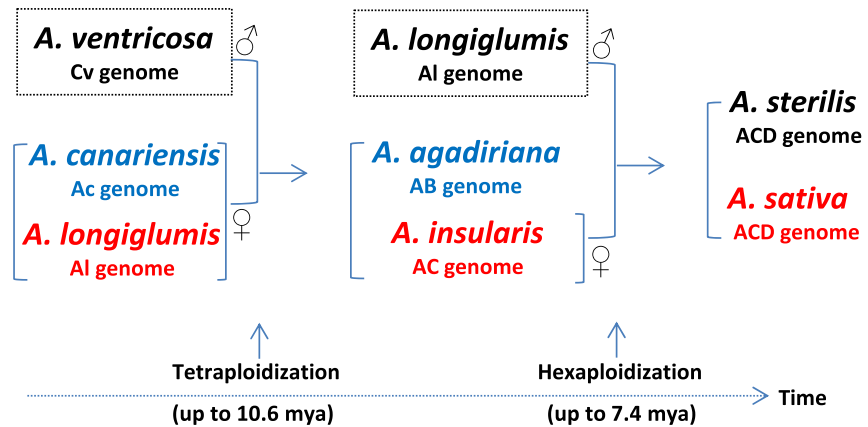 A. ventricosa ♂
Cv genome
A. canariensis
Ac genome
A. longiglumis ♀
Al genome
A. longiglumis ♂
Al genome
A. agadiriana
AB genome
A. insularis
AC genome ♀
A. sterilis
ACD genome
A. sativa
ACD genome
Tetraploidization
(up to 10.6 mya)
Hexaploidization
(up to 7.4 mya)
Time